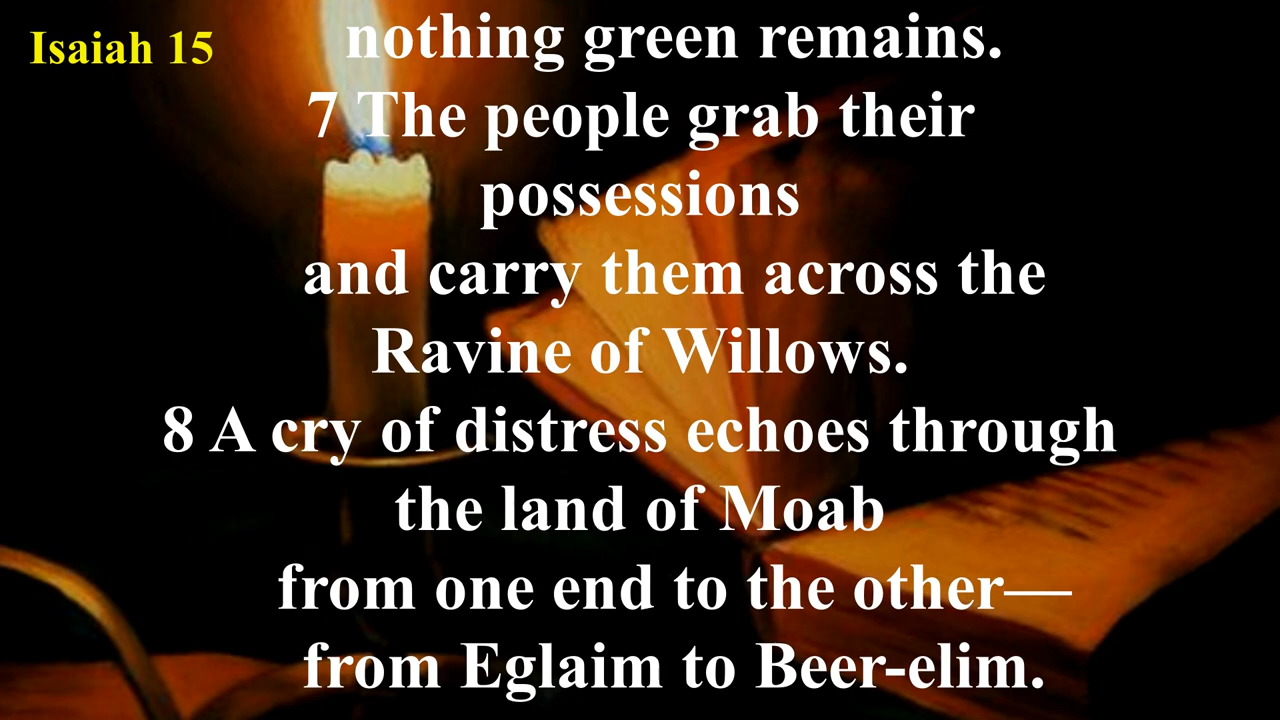 Isaiah 15
nothing green remains.
7 The people grab their
possessions
and carry them across the
Ravine of Willows.
8 A cry of distress echoes through
the land of Moab
from one end to the other—
from Eglaim to Beer-elim.